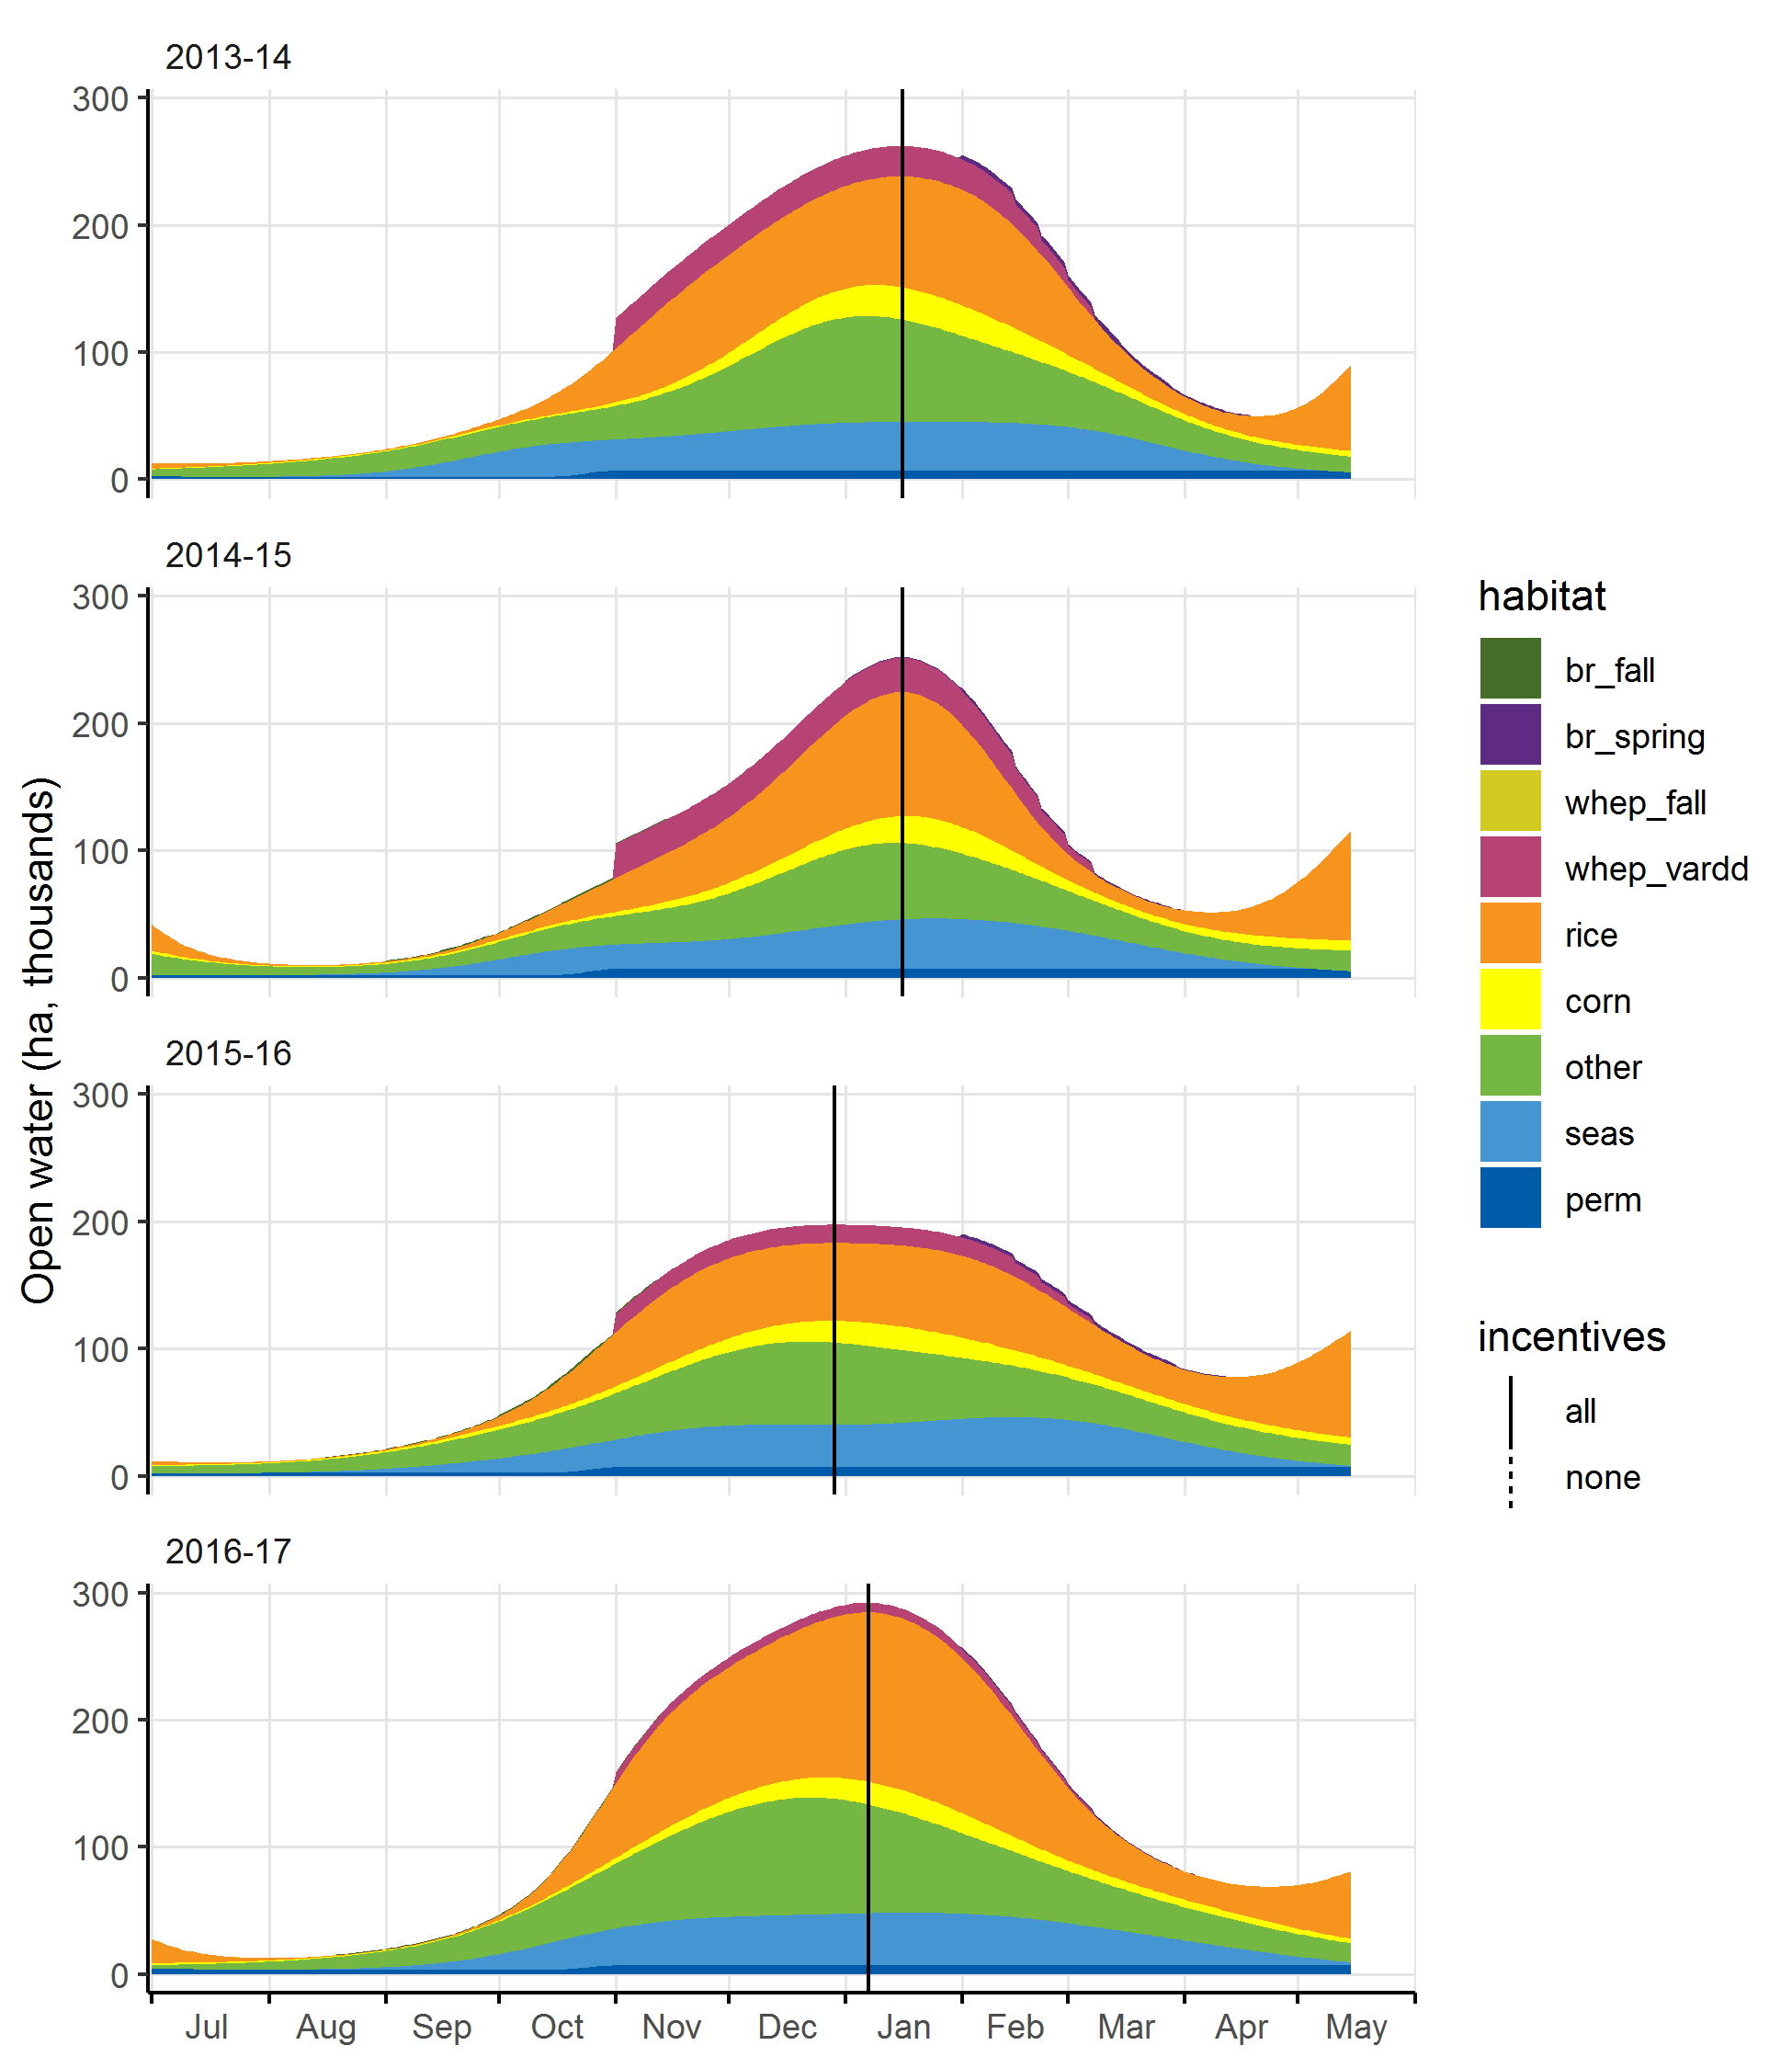 2013-14
300
200
100
0
2014-15
300
200
100
0
2015-16
300
200
100
0
2016-17
300
200
100
0
Jul Aug Sep Oct Nov Dec Jan Feb Mar Apr May
Open water (ha, thousands)
habitat
br_fall
br_spring
whep_fall
whep_vardd
rice
corn
other
seas
perm
incentives
all
none